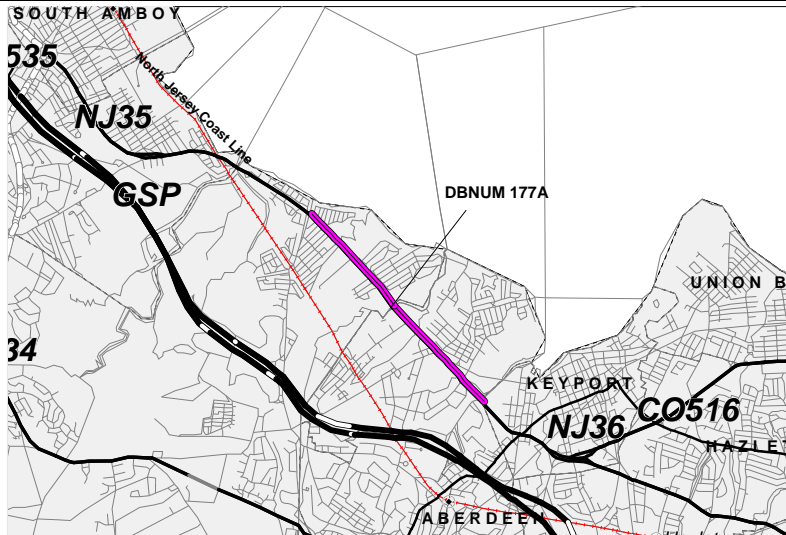 SOUTH AMBOY
535
North Jersey Coast Line
NJ35
GSP
DBNUM 177A
UNION B
34
KEYPORT
CO516
NJ36
HAZLET
ABERDEEN